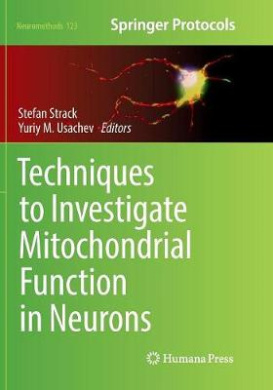 Neuromethods 123
Springer Protocols
Stefan Strack
Yuriy M. Usachev Editors
Techniques
to Investigate
Mitochondrial
Function
in Neurons
Humana Press